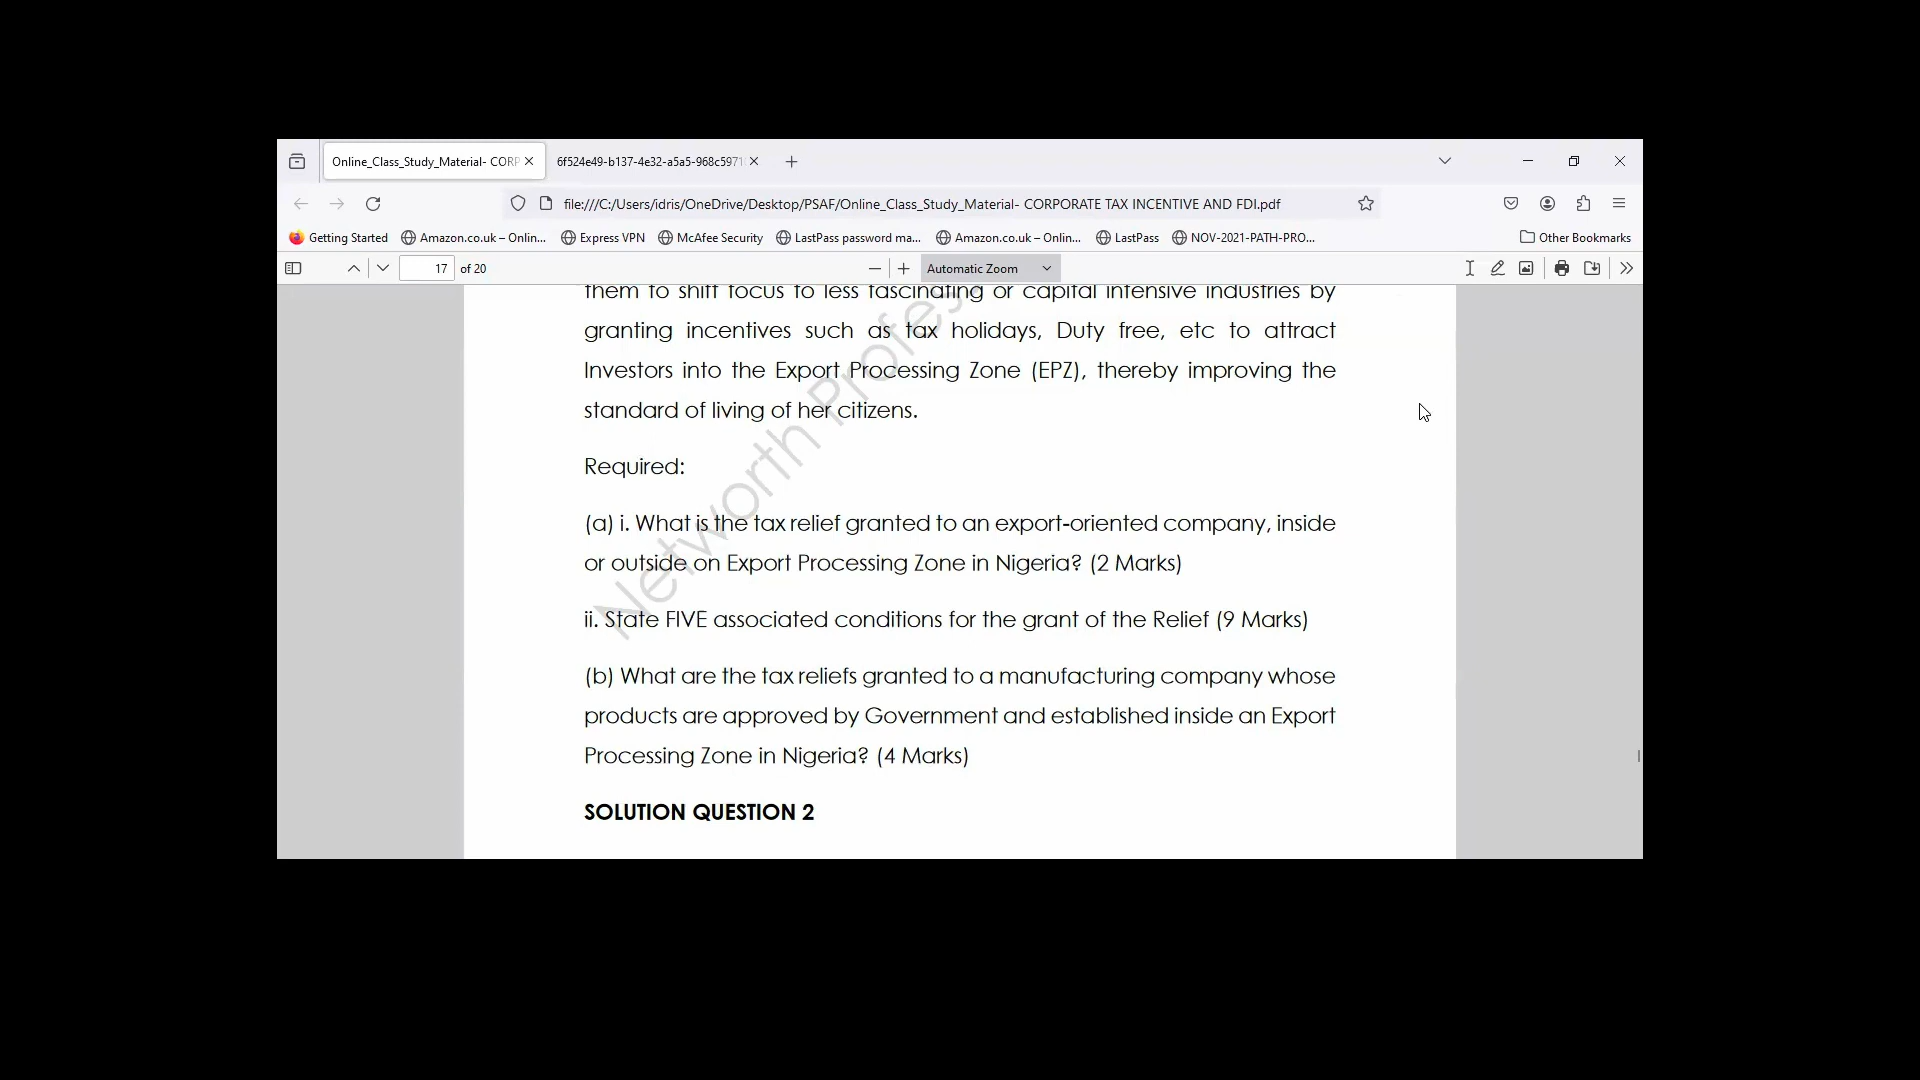 Online_Class_Study_Material- CORP
6f524e49-b137-4e32-a5a5-968c5971
file:///C:/Users/idris/OneDrive/Desktop/PSAF/Online_Class_Study_Material- CORPORATE TAX INCENTIVE AND FDI.pdf
Getting Started Amazon.co.uk – Onlin... Express VPN McAfee Security LastPass password ma... Amazon.co.uk – Onlin... LastPass NOV-2021-PATH-PRO... Other Bookmarks
17 of 20 Automatic Zoom
them to shift focus to less fascinating or capital intensive industries by
granting incentives such as tax holidays, Duty free, etc to attract
Investors into the Export Processing Zone (EPZ), thereby improving the
standard of living of her citizens.
Required:
(a) i. What is the tax relief granted to an export-oriented company, inside
or outside on Export Processing Zone in Nigeria? (2 Marks)
ii. State FIVE associated conditions for the grant of the Relief (9 Marks)
(b) What are the tax reliefs granted to a manufacturing company whose
products are approved by Government and established inside an Export
Processing Zone in Nigeria? (4 Marks)
SOLUTION QUESTION 2
Networth Profes